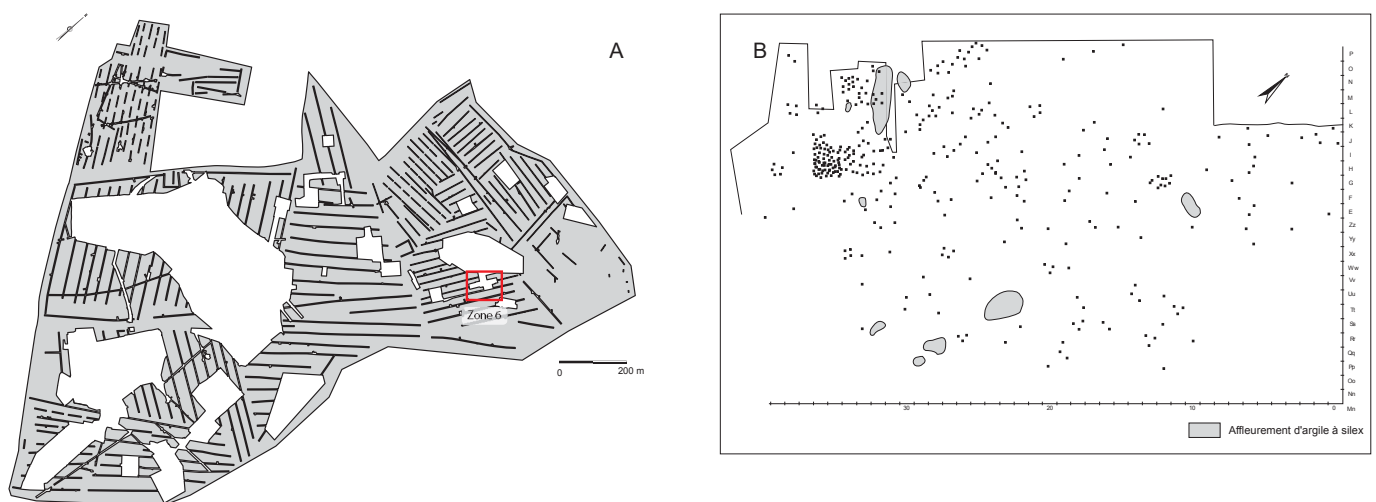 A
Zone 6
0 200 m
B
P
O
N
M
L
K
J
I
H
G
F
E
Zz
Yy
Xx
Ww
Vv
Uu
Tt
Ss
Rr
Qq
Pp
Oo
Nn
Mn
30 20 10 0
Affleurement d'argile à silex